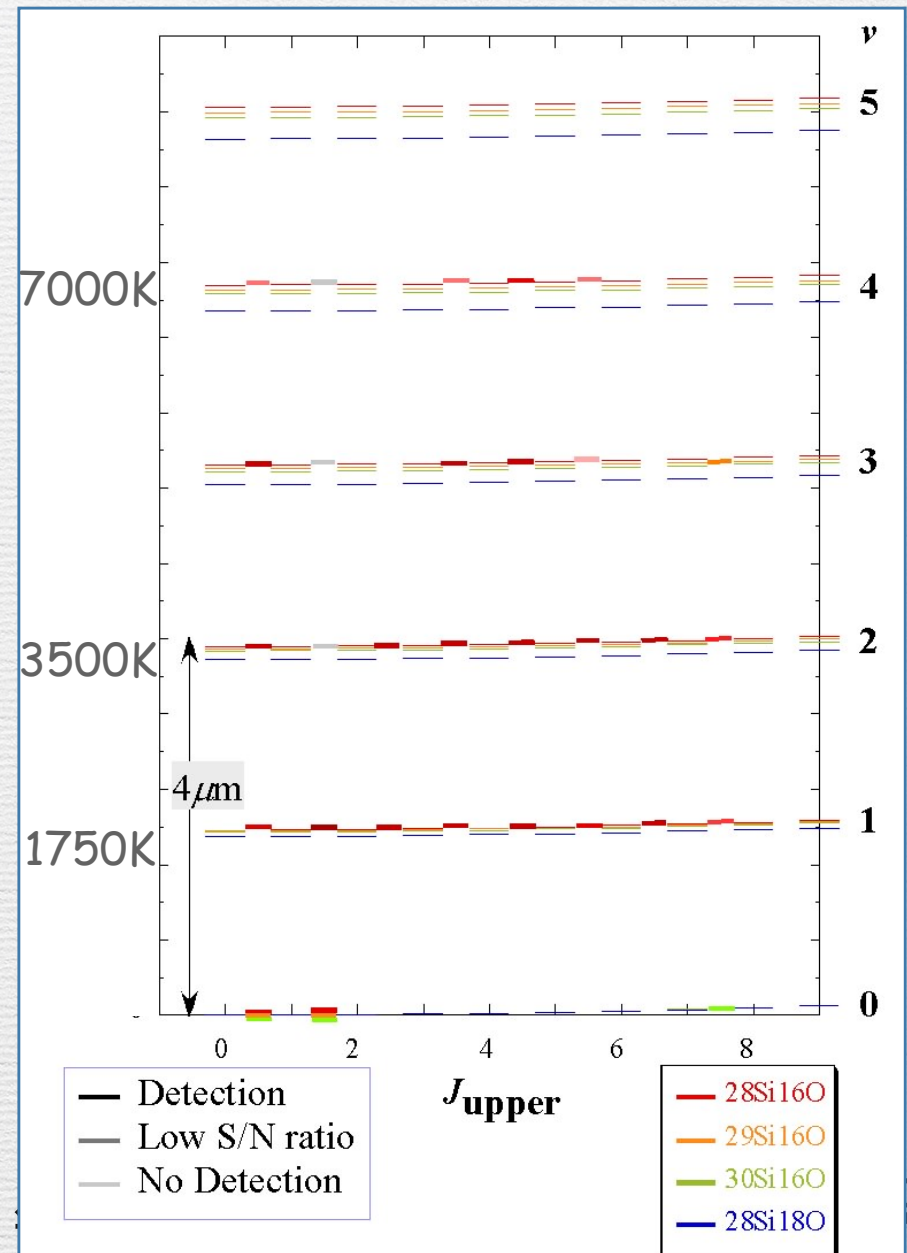 v
5
7000K
4
3
3500K
2
4μm
1750K
1
0
0 2 4 6 8
Jupper
Detection
Low S/N ratio
No Detection
28Si16O
29Si16O
30Si16O
28Si18O